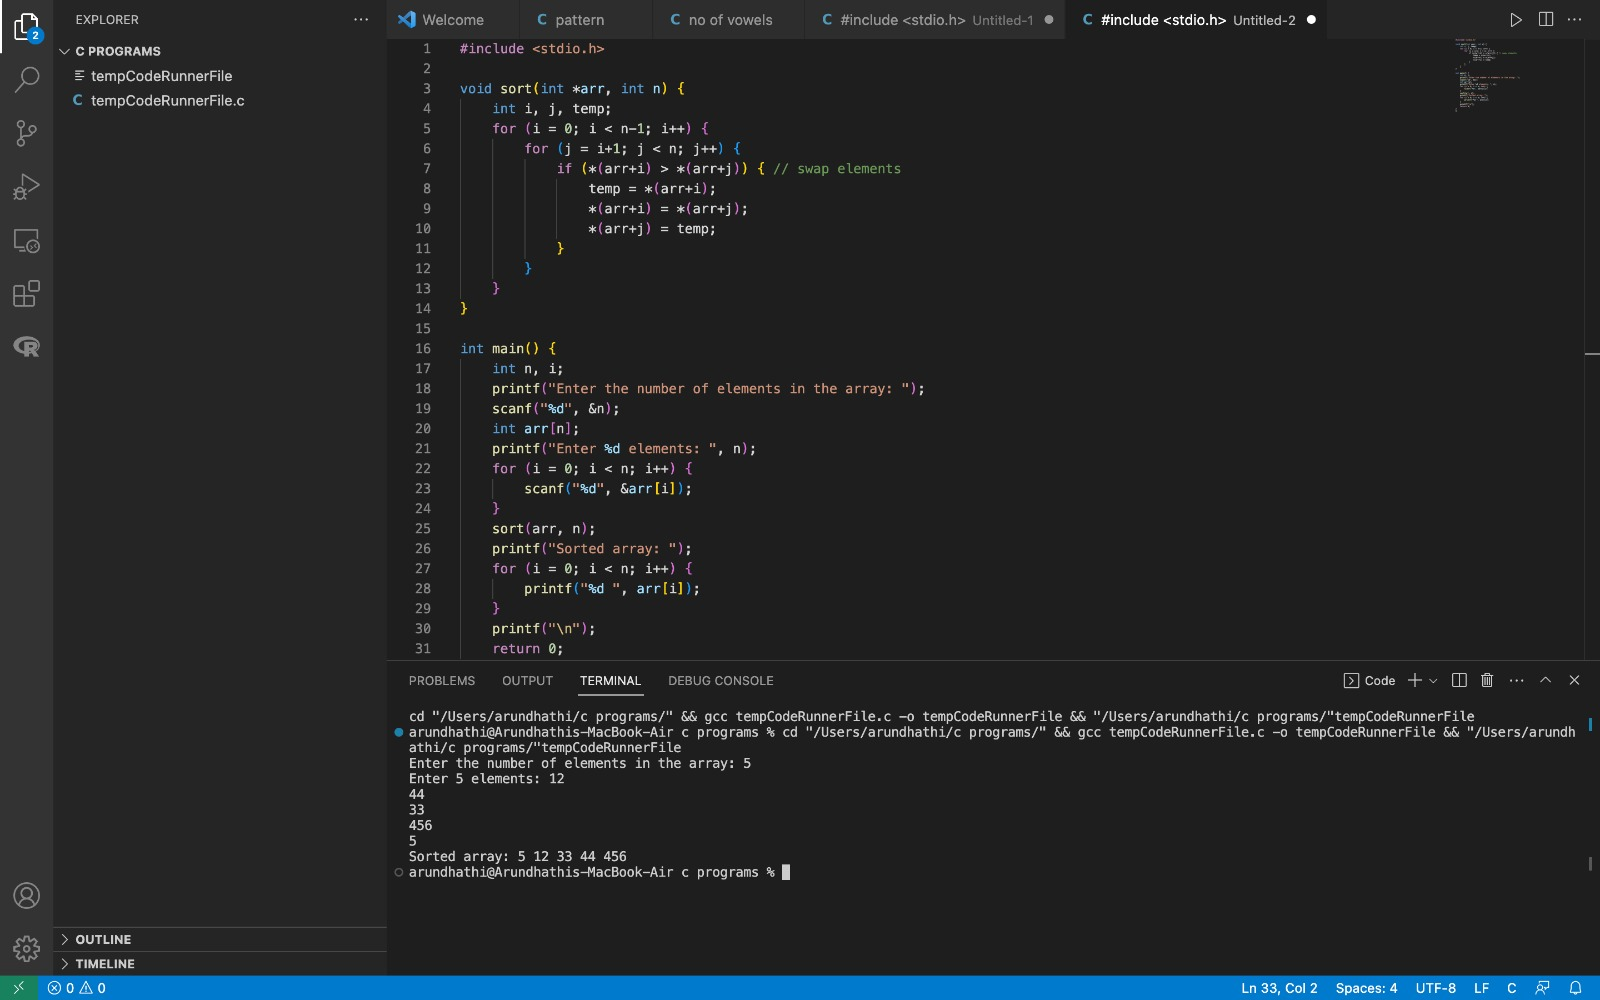 EXPLORER
2
C PROGRAMS
tempCodeRunnerFile
C tempCodeRunnerFile.c
OUTLINE
TIMELINE
Welcome
C pattern
C no of vowels
C #include <stdio.h> Untitled-1
C #include <stdio.h> Untitled-2
1 #include <stdio.h>
2
3 void sort(int *arr, int n) {
4 int i, j, temp;
5 for (i = 0; i < n-1; i++) {
6 for (j = i+1; j < n; j++) {
7 if (*(arr+i) > *(arr+j)) { // swap elements
8 temp = *(arr+i);
9 *(arr+i) = *(arr+j);
10 *(arr+j) = temp;
11 }
12 }
13 }
14 }
15
16 int main() {
17 int n, i;
18 printf("Enter the number of elements in the array: ");
19 scanf("%d", &n);
20 int arr[n];
21 printf("Enter %d elements: ", n);
22 for (i = 0; i < n; i++) {
23 scanf("%d", &arr[i]);
24 }
25 sort(arr, n);
26 printf("Sorted array: ");
27 for (i = 0; i < n; i++) {
28 printf("%d ", arr[i]);
29 }
30 printf("\n");
31 return 0;
PROBLEMS OUTPUT TERMINAL DEBUG CONSOLE
Code
cd "/Users/arundhathi/c programs/" && gcc tempCodeRunnerFile.c -o tempCodeRunnerFile && "/Users/arundhathi/c programs/"tempCodeRunnerFile
arundhathi@Arundhathis-MacBook-Air c programs % cd "/Users/arundhathi/c programs/" && gcc tempCodeRunnerFile.c -o tempCodeRunnerFile && "/Users/arundh
athi/c programs/"tempCodeRunnerFile
Enter the number of elements in the array: 5
Enter 5 elements: 12
44
33
456
5
Sorted array: 5 12 33 44 456
arundhathi@Arundhathis-MacBook-Air c programs %
0 0
Ln 33, Col 2 Spaces: 4 UTF-8 LF C